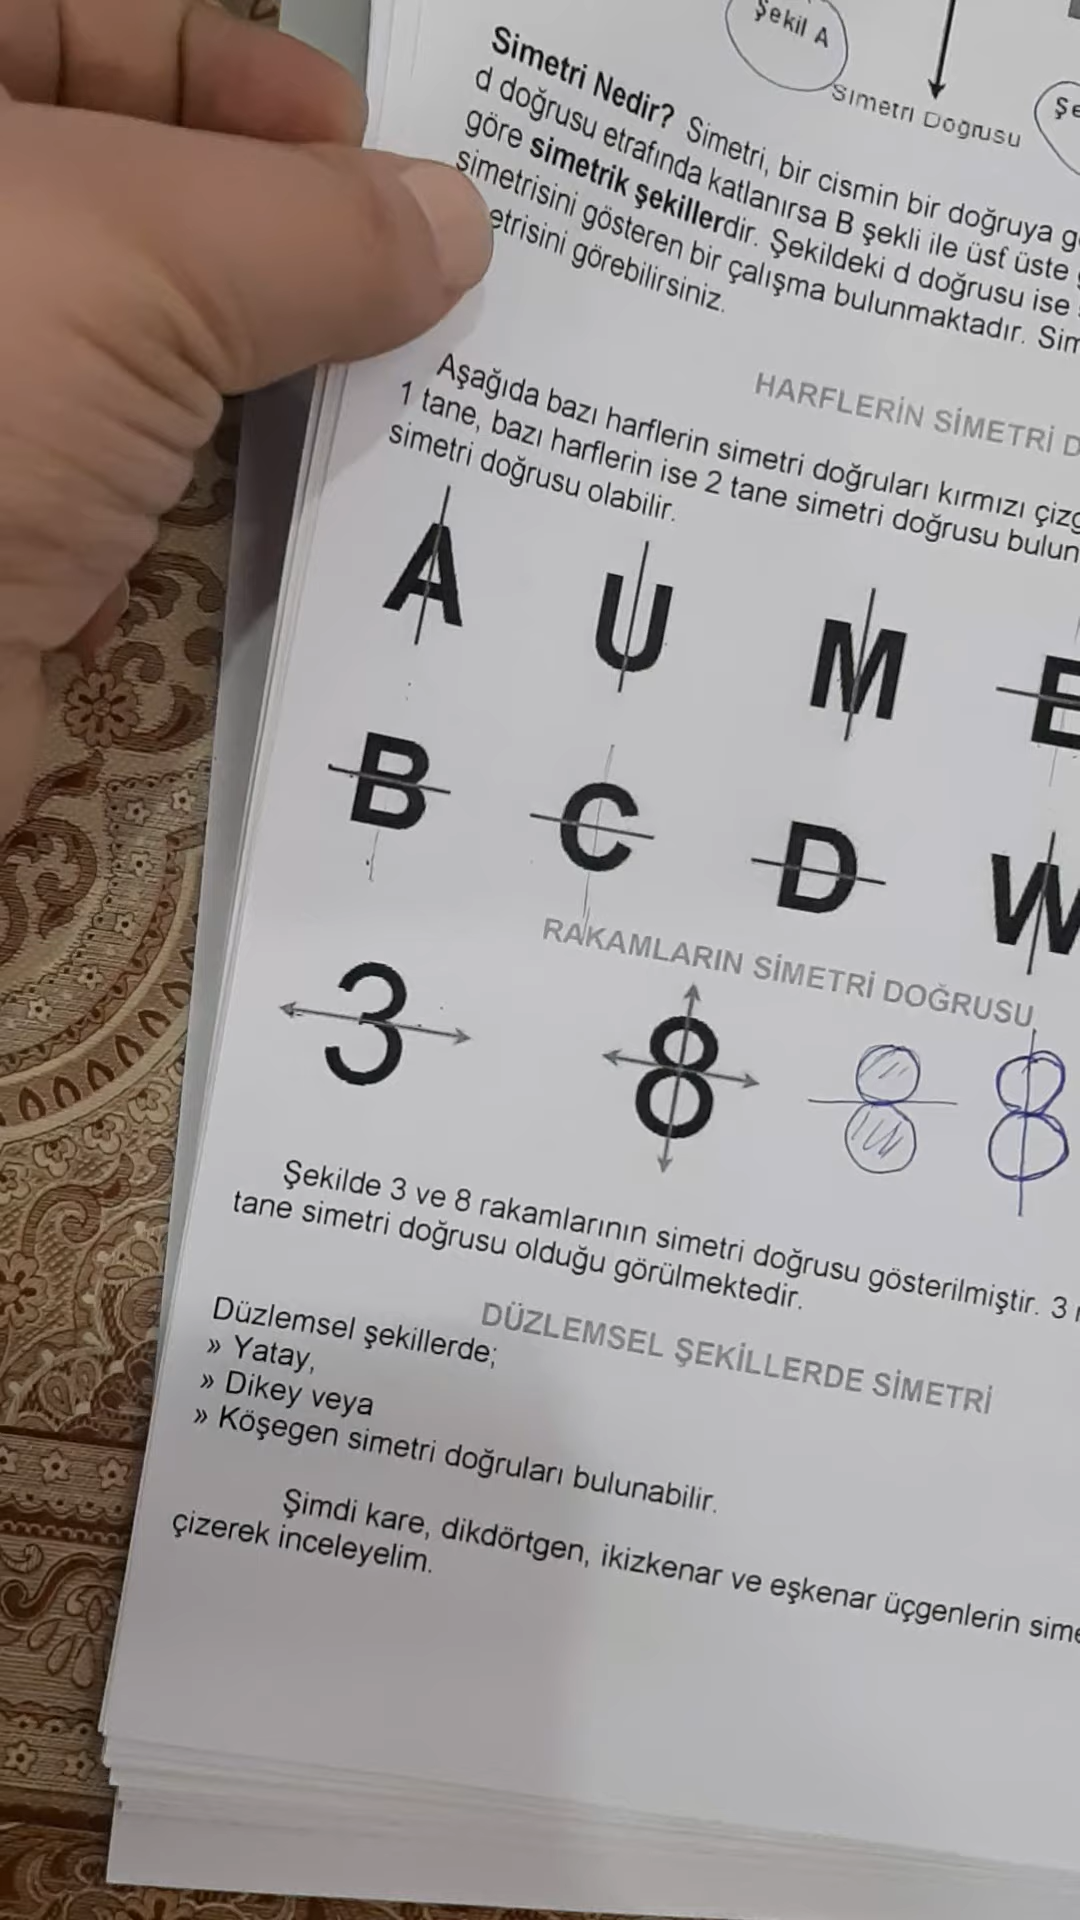 Şekil A
Simetri Doğrusu
Simetri Nedir? Simetri, bir cismin bir doğruya
d doğrusu etrafında katlanırsa B şekli ile üsf üste
göre simetrik şekillerdir. Şekildeki d doğrusu ise
simetrisini gösteren bir çalışma bulunmaktadır.
etrisini görebilirsiniz.
HARFLERİN SİMETRİ
Aşağıda bazı harflerin simetri doğruları kırmızı
1 tane, bazı harflerin ise 2 tane simetri doğrusu
simetri doğrusu olabilir.
A U M E
B C D W
RAKAMLARIN SİMETRİ DOĞRUSU
3 8 8 8
Şekilde 3 ve 8 rakamlarının simetri doğrusu gösterilmiştir. 3
tane simetri doğrusu olduğu görülmektedir.
DÜZLEMSEL ŞEKİLLERDE SİMETRİ
Düzlemsel şekillerde;
» Yatay,
» Dikey veya
» Köşegen simetri doğruları bulunabilir.
Şimdi kare, dikdörtgen, ikizkenar ve eşkenar üçgenlerin
çizerek inceleyelim.